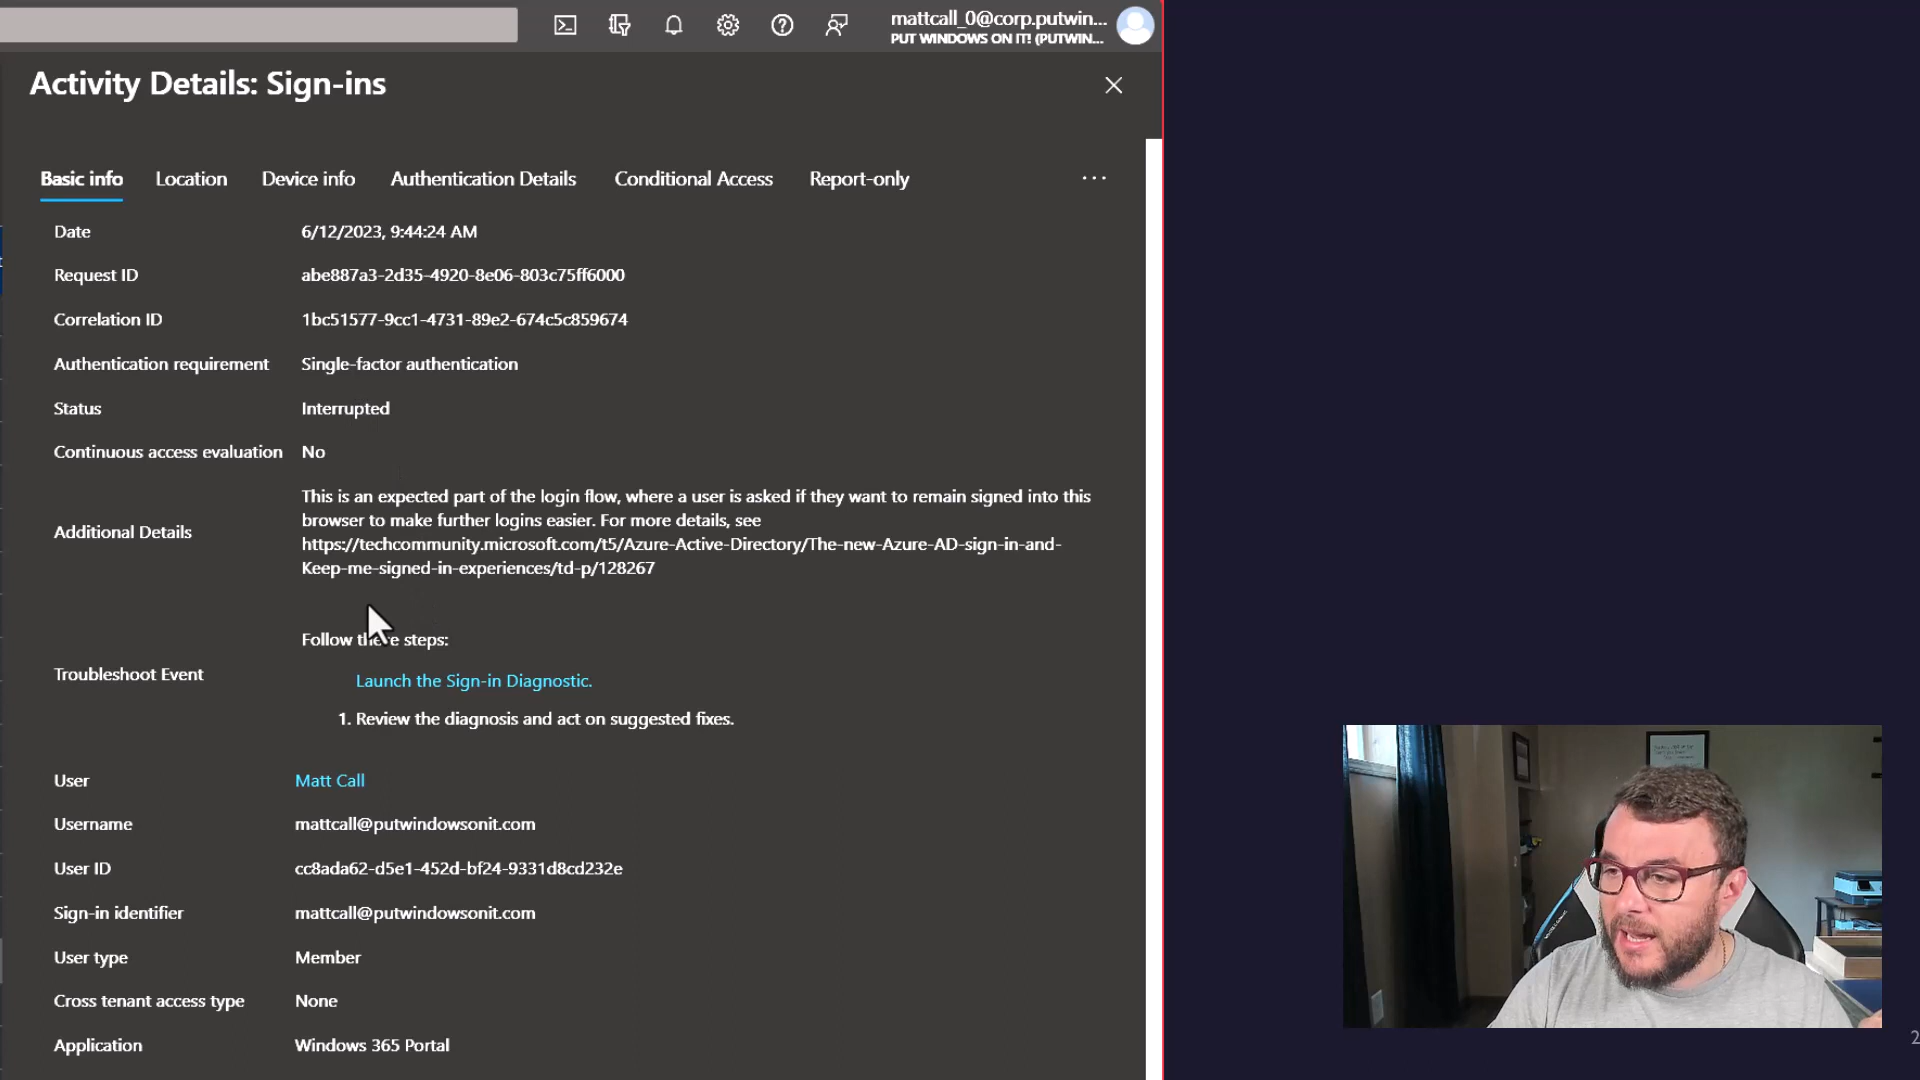 mattcall_0@corp.putwin...
PUT WINDOWS ON IT! (PUTWIN...
Activity Details: Sign-ins
Basic info Location Device info Authentication Details Conditional Access Report-only ...
Date 6/12/2023, 9:44:24 AM
Request ID abe887a3-2d35-4920-8e06-803c75ff6000
Correlation ID 1bc51577-9cc1-4731-89e2-674c5c859674
Authentication requirement Single-factor authentication
Status Interrupted
Continuous access evaluation No
Additional Details
This is an expected part of the login flow, where a user is asked if they want to remain signed into this
browser to make further logins easier. For more details, see
https://techcommunity.microsoft.com/t5/Azure-Active-Directory/The-new-Azure-AD-sign-in-and-
Keep-me-signed-in-experiences/td-p/128267
Troubleshoot Event
Follow these steps:
Launch the Sign-in Diagnostic.
1. Review the diagnosis and act on suggested fixes.
User Matt Call
Username mattcall@putwindowsonit.com
User ID cc8ada62-d5e1-452d-bf24-9331d8cd232e
Sign-in identifier mattcall@putwindowsonit.com
User type Member
Cross tenant access type None
Application Windows 365 Portal